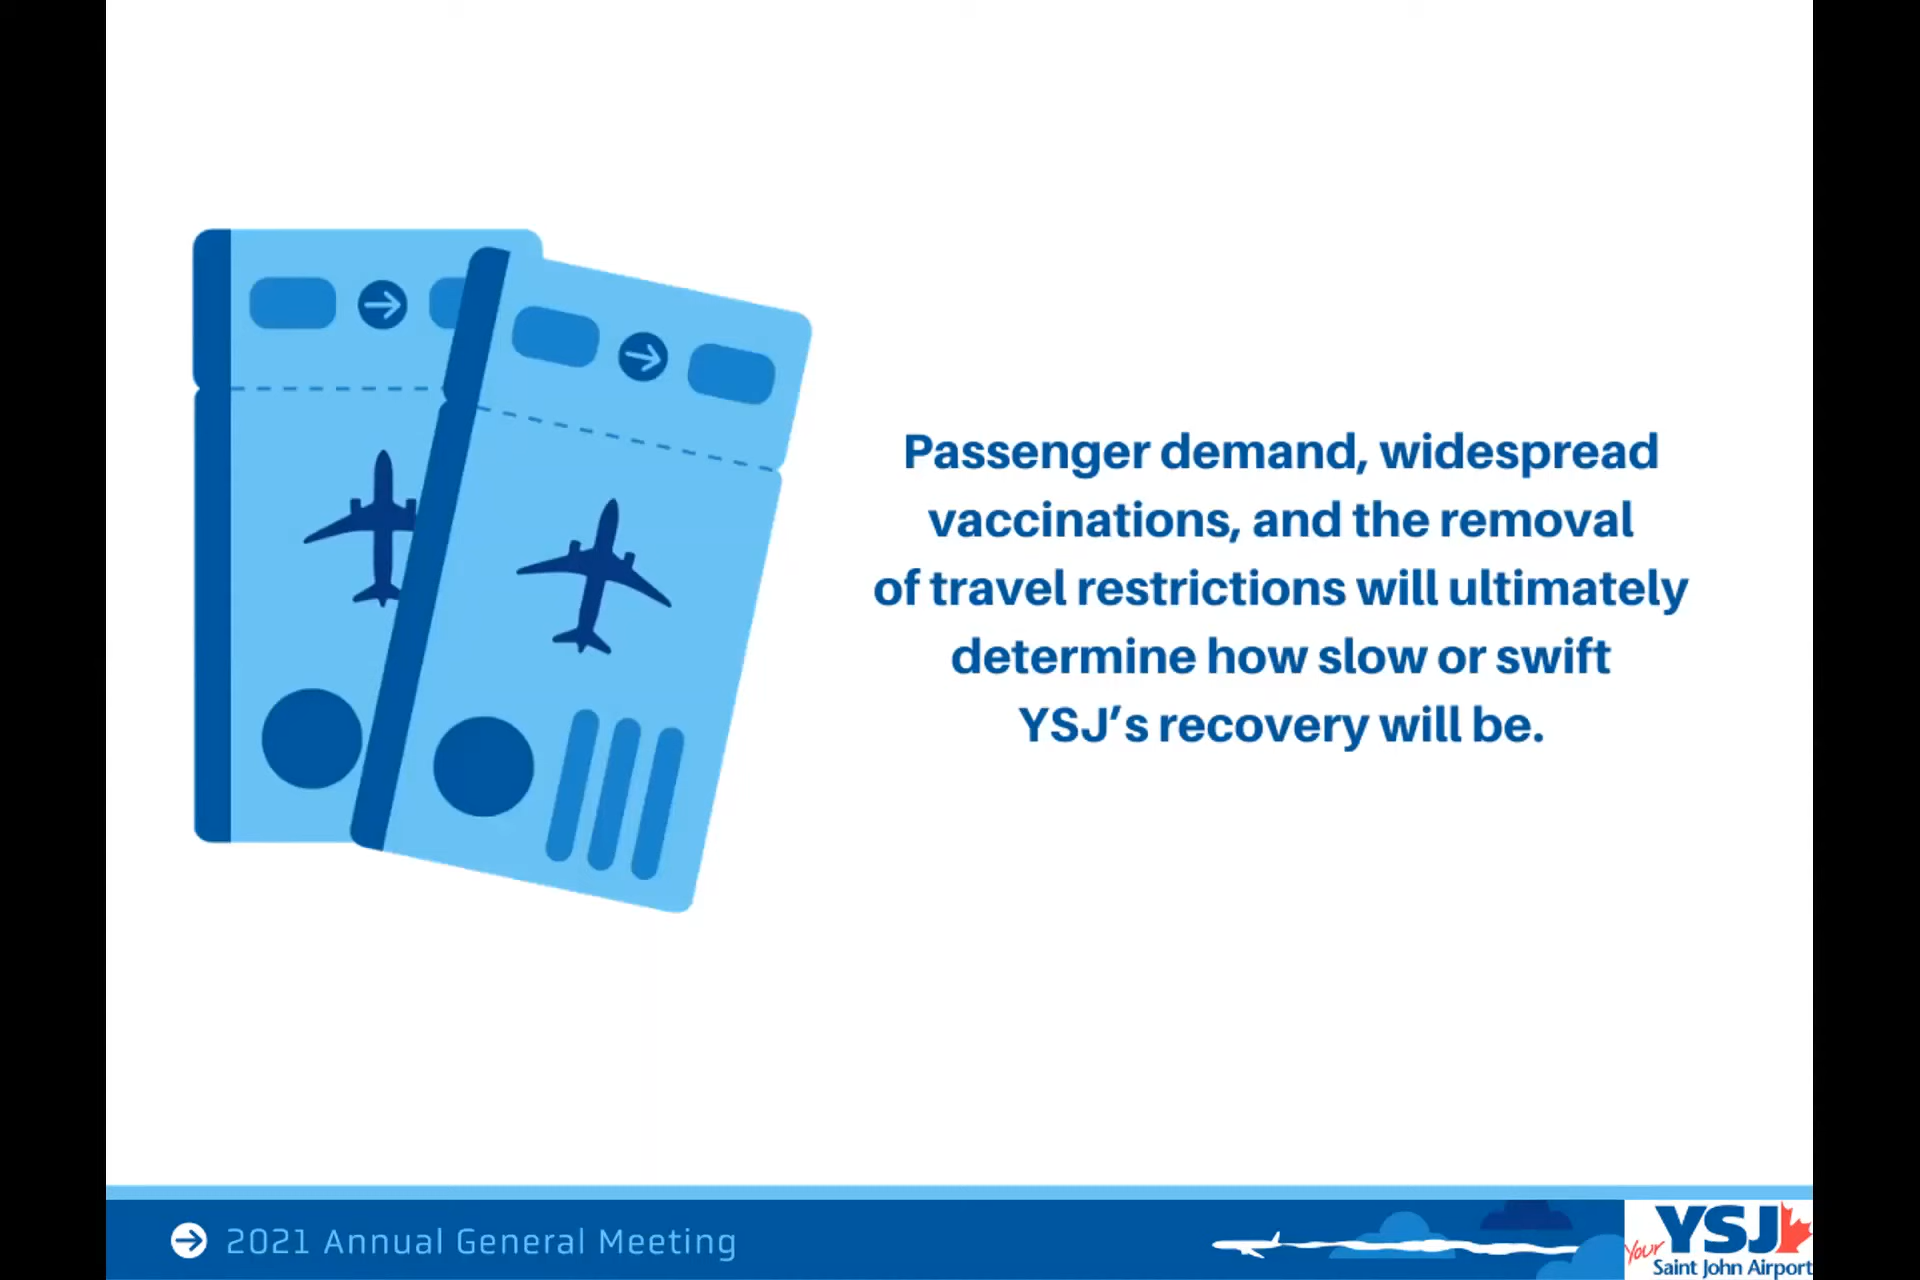 Passenger demand, widespread
vaccinations, and the removal
of travel restrictions will ultimately
determine how slow or swift
YSJ’s recovery will be.
2021 Annual General Meeting
Your YSJ
Saint John Airport